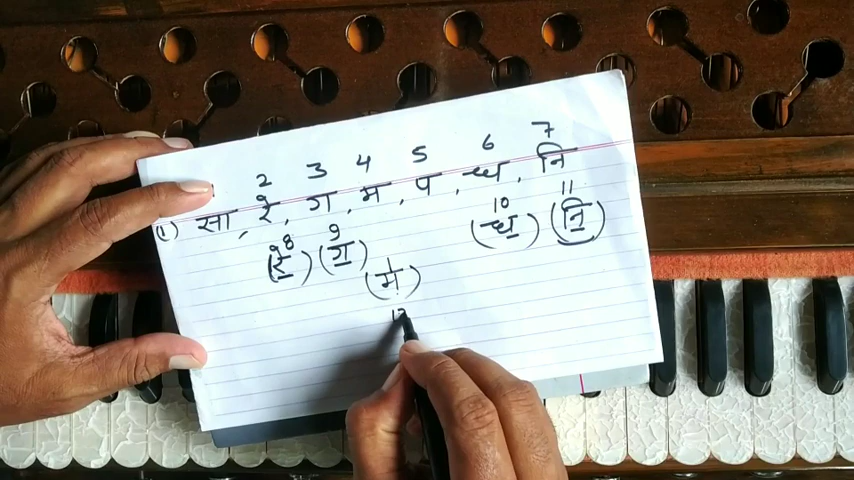 2 3 4 5 6 7
(1) सा, रे, ग, म, प, ध, नि
8 9 10 11
(रे॒) (ग॒) (ध॒) (नि॒)
(म॑)
12